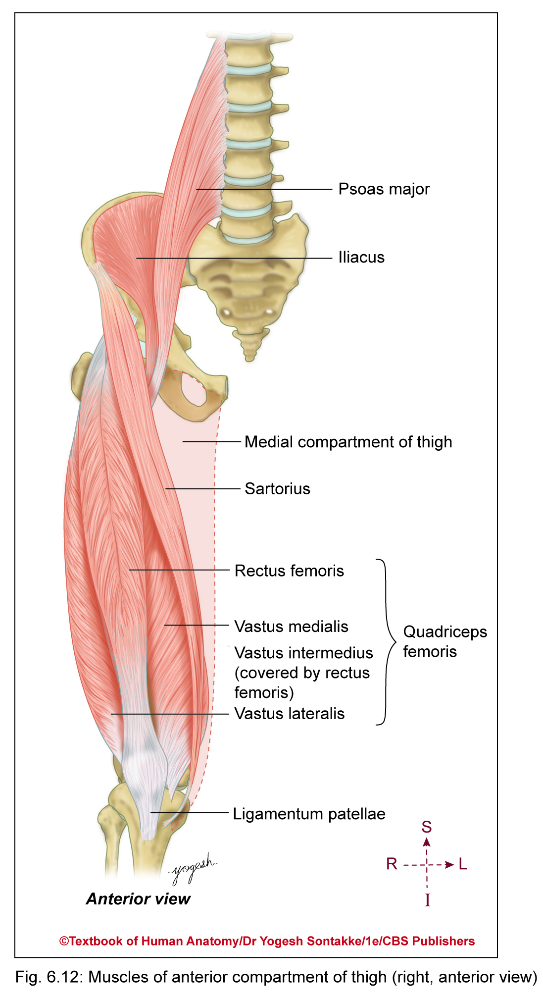 Psoas major
Iliacus
Medial compartment of thigh
Sartorius
Rectus femoris
Vastus medialis
Vastus intermedius
(covered by rectus
femoris)
Vastus lateralis
Quadriceps
femoris
Ligamentum patellae
S
R L
I
yogesh
Anterior view
©Textbook of Human Anatomy/Dr Yogesh Sontakke/1e/CBS Publishers
Fig. 6.12: Muscles of anterior compartment of thigh (right, anterior view)